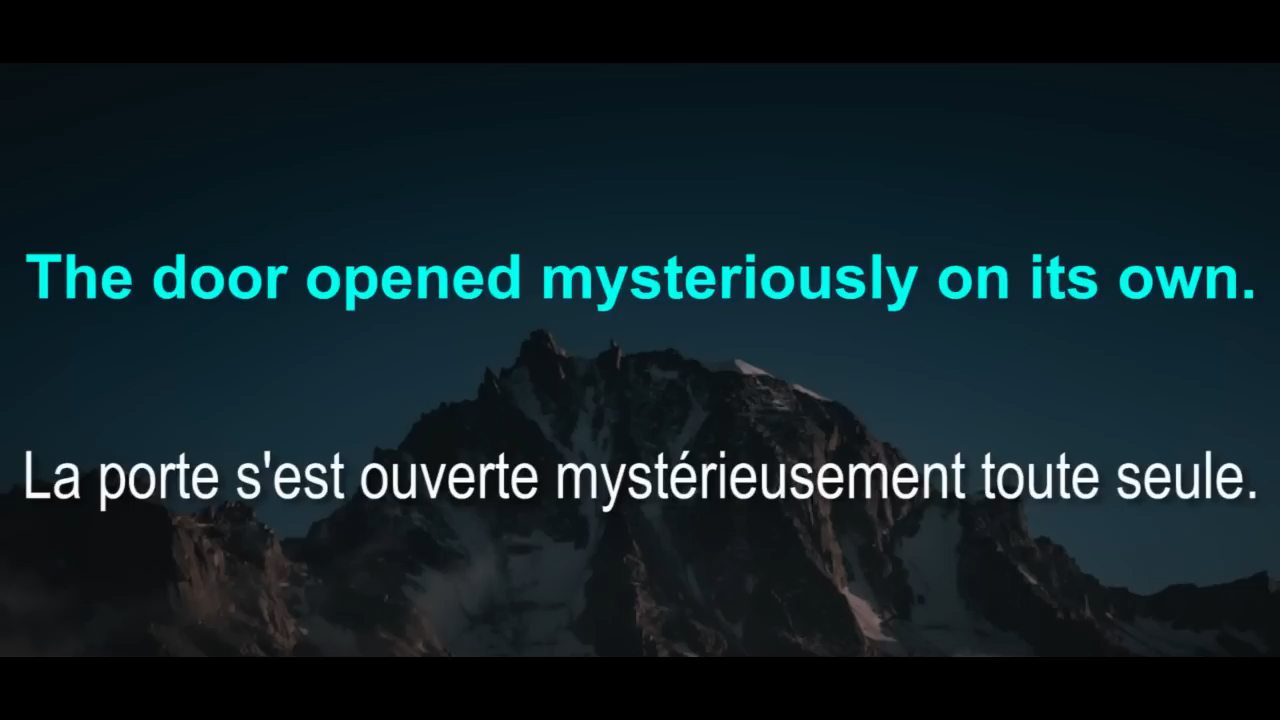 The door opened mysteriously on its own.
La porte s'est ouverte mystérieusement toute seule.